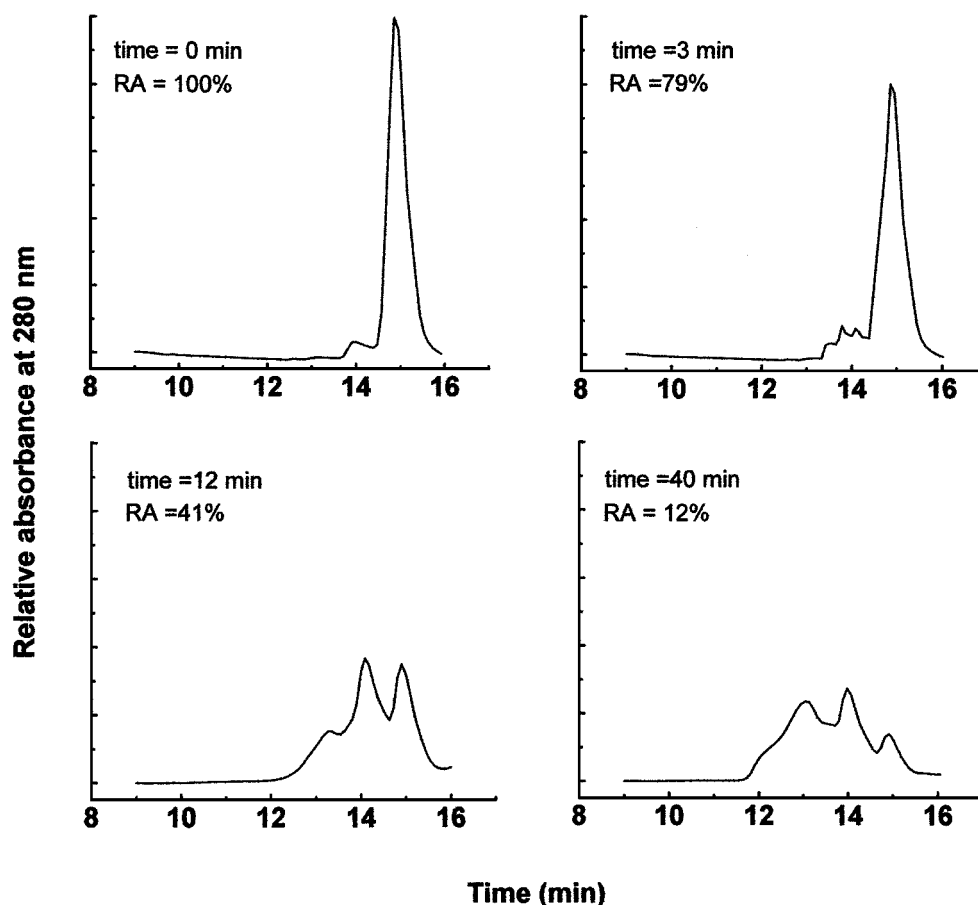 time = 0 min
RA = 100%
time =3 min
RA =79%
8 10 12 14 16
8 10 12 14 16
time =12 min
RA =41%
time =40 min
RA = 12%
8 10 12 14 16
8 10 12 14 16
Relative absorbance at 280 nm
Time (min)